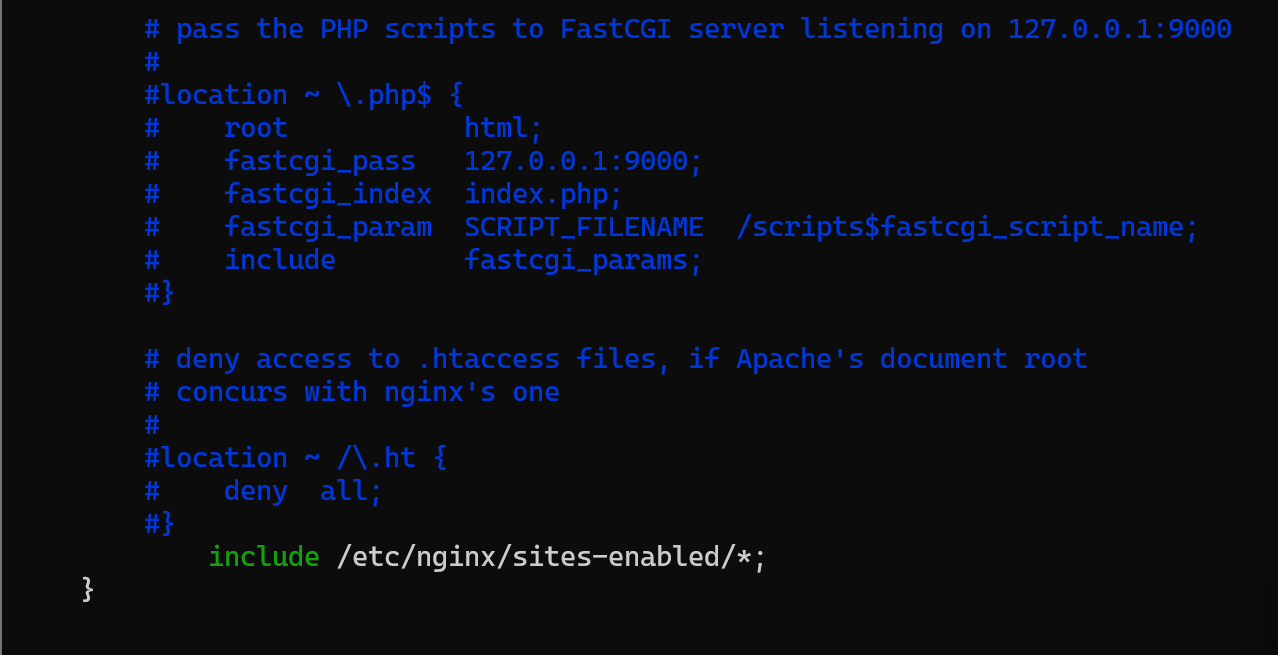 # pass the PHP scripts to FastCGI server listening on 127.0.0.1:9000
#
#location ~ \.php$ {
#    root           html;
#    fastcgi_pass   127.0.0.1:9000;
#    fastcgi_index  index.php;
#    fastcgi_param  SCRIPT_FILENAME  /scripts$fastcgi_script_name;
#    include        fastcgi_params;
#}

# deny access to .htaccess files, if Apache's document root
# concurs with nginx's one
#
#location ~ /\.ht {
#    deny  all;
#}
    include /etc/nginx/sites-enabled/*;
}